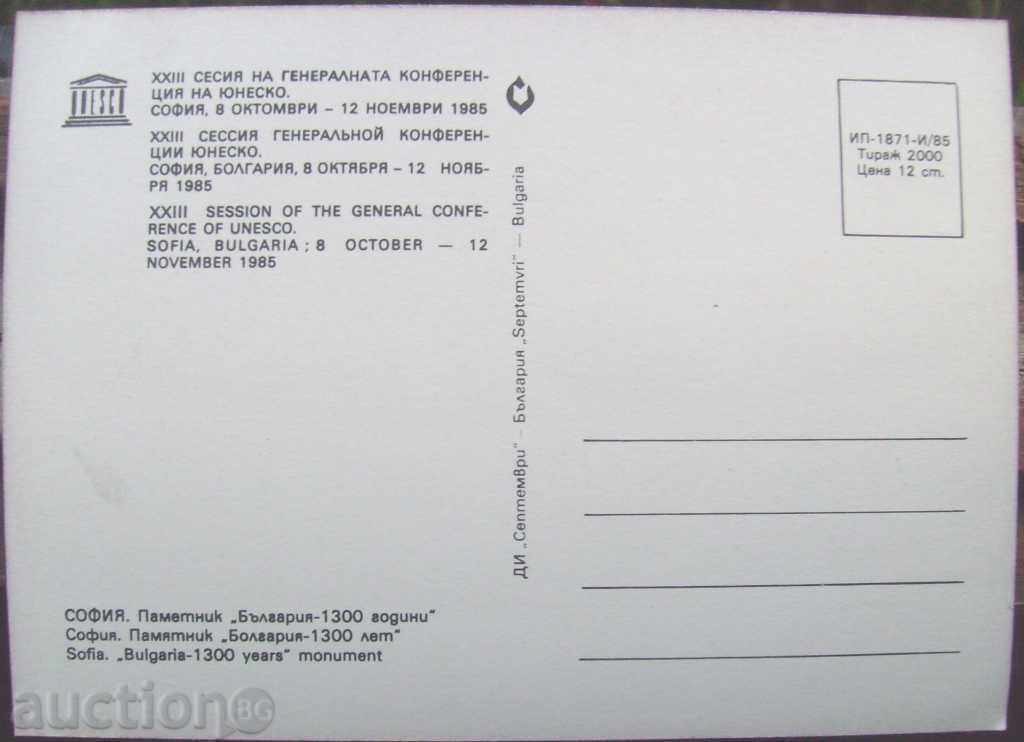 UNESCO
XXIII СЕСИЯ НА ГЕНЕРАЛНАТА КОНФЕРЕН-
ЦИЯ НА ЮНЕСКО.
СОФИЯ, 8 ОКТОМВРИ – 12 НОЕМВРИ 1985
XXIII СЕССИЯ ГЕНЕРАЛЬНОЙ КОНФЕРЕН-
ЦИИ ЮНЕСКО.
СОФИЯ, БОЛГАРИЯ, 8 ОКТЯБРЯ – 12 НОЯБ-
РЯ 1985
XXIII SESSION OF THE GENERAL CONFE-
RENCE OF UNESCO.
SOFIA, BULGARIA ; 8 OCTOBER — 12
NOVEMBER 1985
ДИ „Септември" – България „Septemvri" — Bulgaria
ИП-1871-И/85
Тираж 2000
Цена 12 ст.
СОФИЯ. Паметник „България-1300 години"
София. Памятник „Болгария-1300 лет"
Sofia. „Bulgaria-1300 years" monument
auction BG